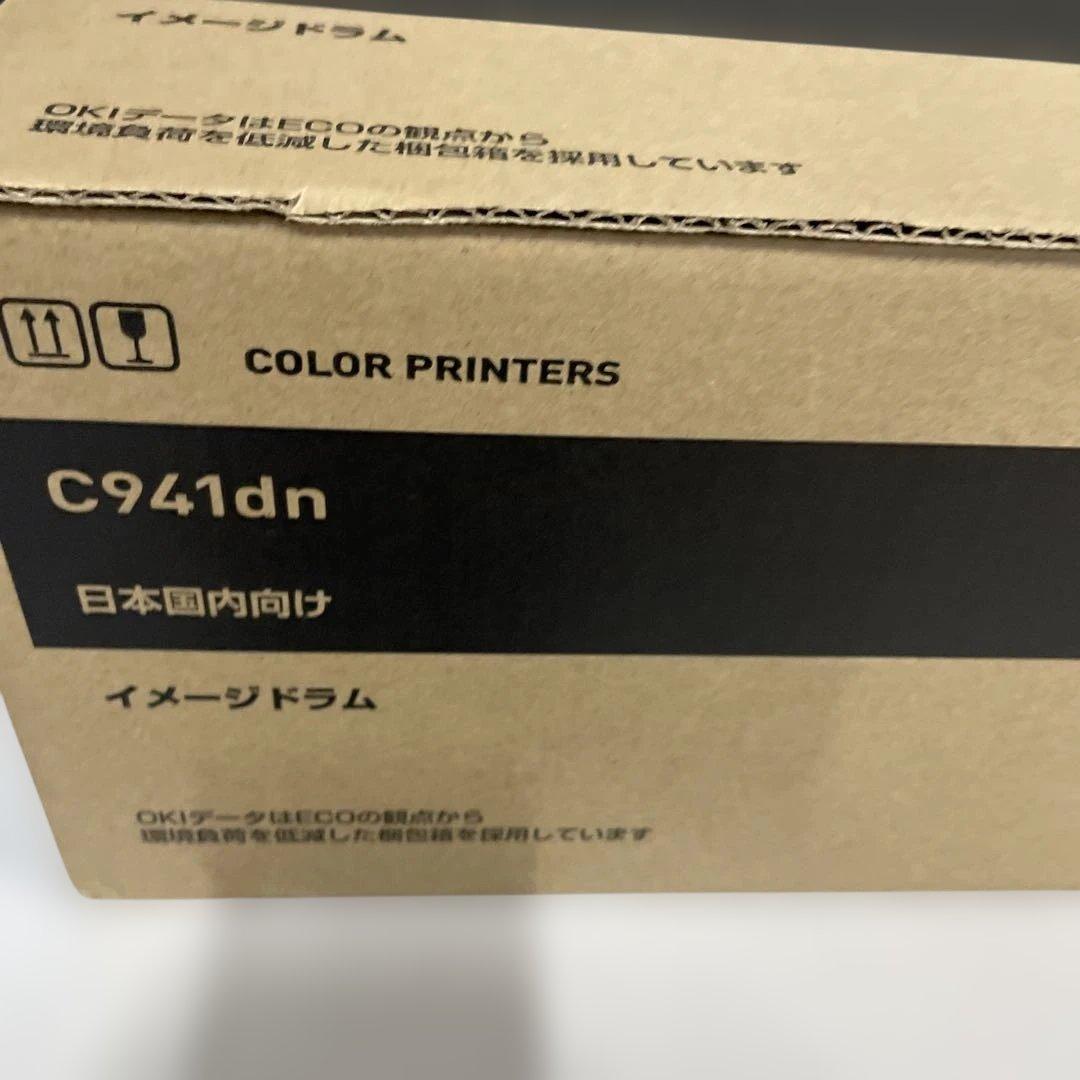 イメージドラム
OKIデータはECOの観点から
環境負荷を低減した梱包箱を採用しています
COLOR PRINTERS
C941dn
日本国内向け
イメージドラム
OKIデータはECOの観点から
環境負荷を低減した梱包箱を採用しています